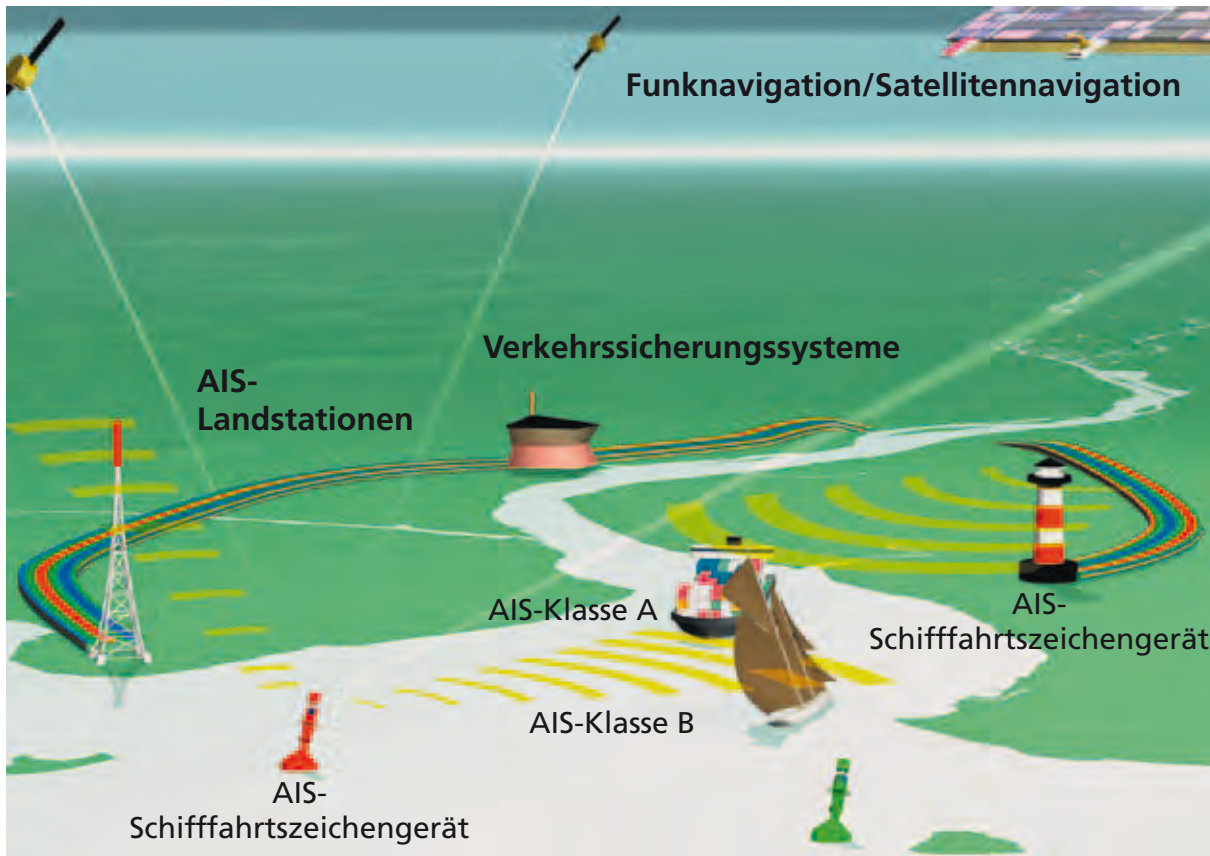 Funknavigation/Satellitennavigation
Verkehrssicherungssysteme
AIS-
Landstationen
AIS-Klasse A
AIS-
Schifffahrtszeichengerät
AIS-Klasse B
AIS-
Schifffahrtszeichengerät